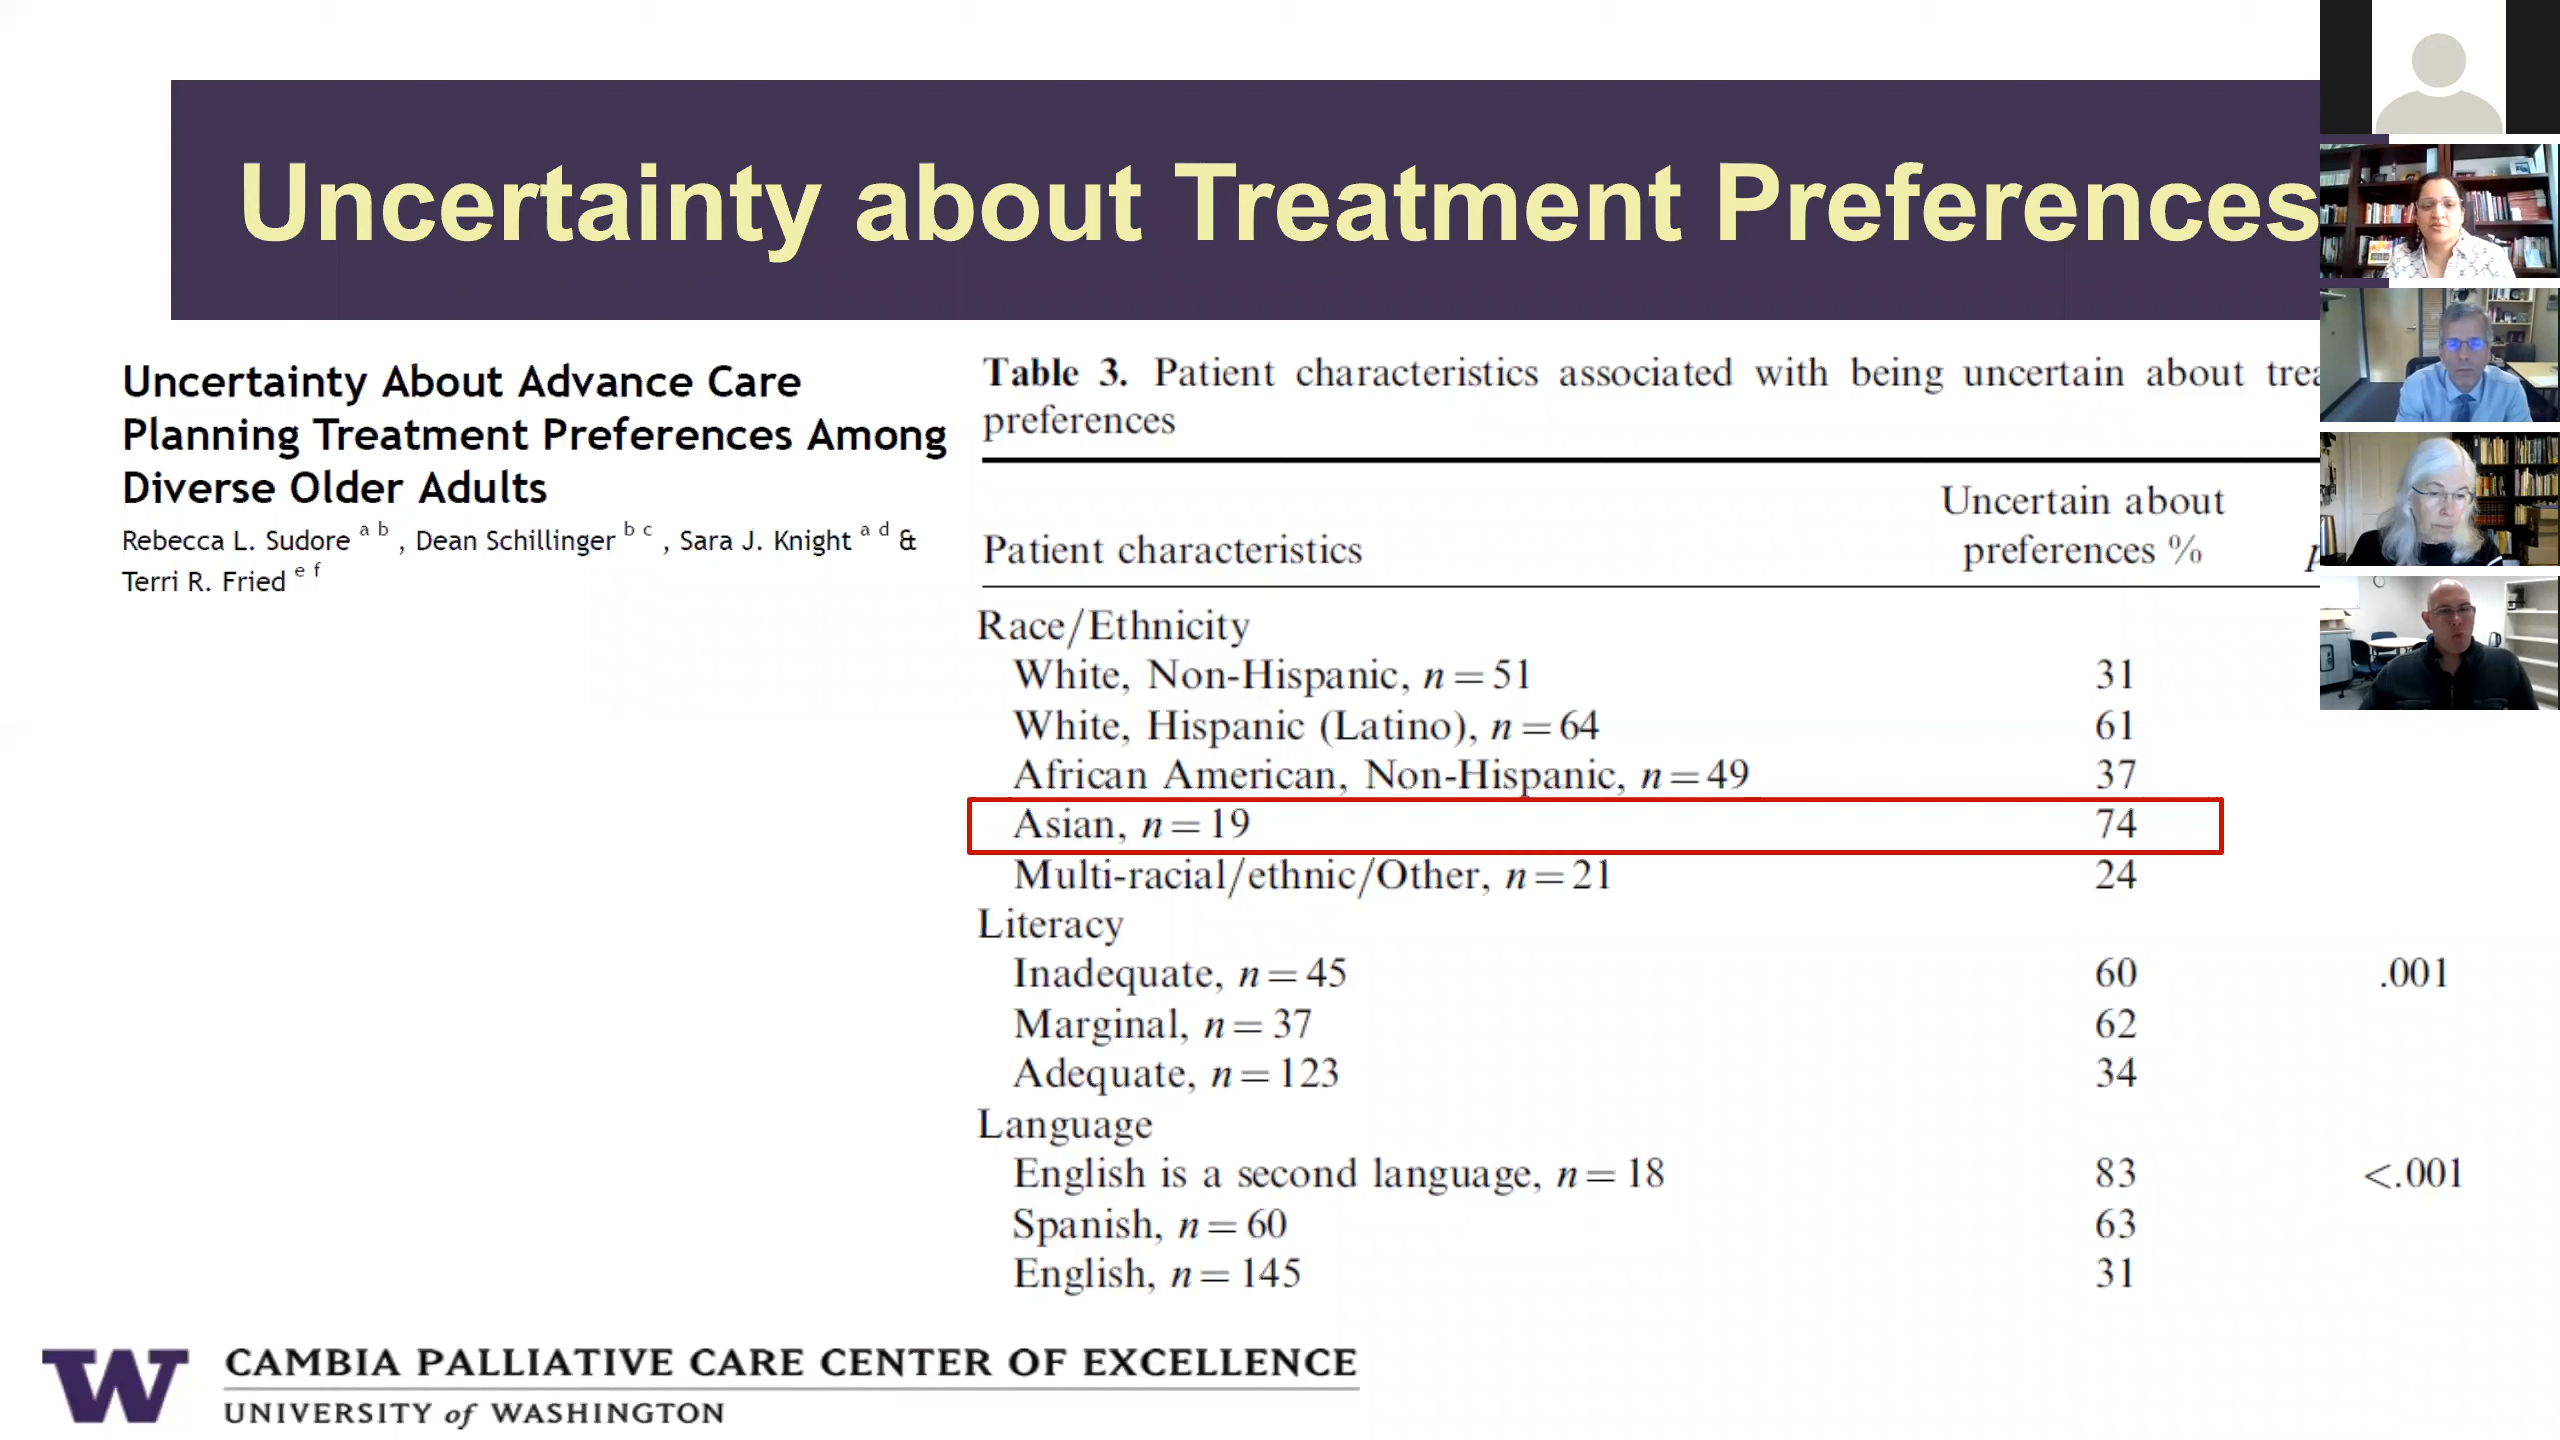 Uncertainty about Treatment Preferences
Uncertainty About Advance Care
Planning Treatment Preferences Among
Diverse Older Adults
Rebecca L. Sudore a b , Dean Schillinger b c , Sara J. Knight a d &
Terri R. Fried e f
Table 3. Patient characteristics associated with being uncertain about
preferences
Uncertain about
Patient characteristics preferences % p
Race/Ethnicity
White, Non-Hispanic, n = 51 31
White, Hispanic (Latino), n = 64 61
African American, Non-Hispanic, n = 49 37
Asian, n = 19 74
Multi-racial/ethnic/Other, n = 21 24
Literacy
Inadequate, n = 45 60 .001
Marginal, n = 37 62
Adequate, n = 123 34
Language
English is a second language, n = 18 83 <.001
Spanish, n = 60 63
English, n = 145 31
W
CAMBIA PALLIATIVE CARE CENTER OF EXCELLENCE
UNIVERSITY of WASHINGTON